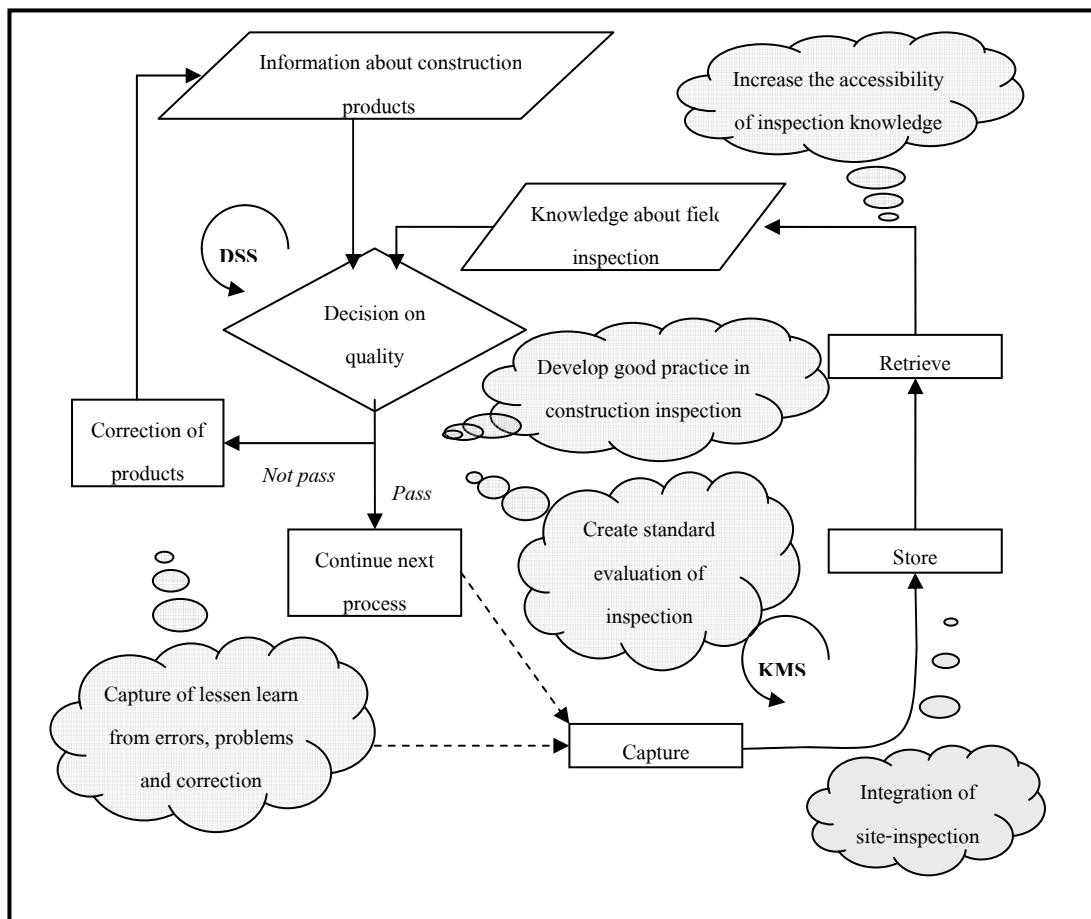 Information about construction
products
Increase the accessibility
of inspection knowledge
Knowledge about field
inspection
DSS
Decision on
quality
Develop good practice in
construction inspection
Retrieve
Correction of
products
Not pass
Pass
Create standard
evaluation of
inspection
Continue next
process
Store
KMS
Capture of lessen learn
from errors, problems
and correction
Capture
Integration of
site-inspection